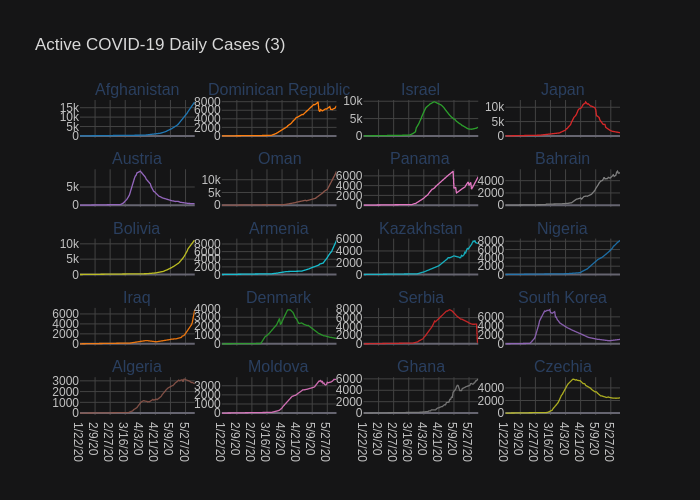 Active COVID-19 Daily Cases (3)
Afghanistan Dominican Republic Israel Japan
15k 10k 5k 0
8000 6000 4000 2000 0
10k 5k 0
10k 5k 0
Austria Oman Panama Bahrain
5k 0
10k 5k 0
6000 4000 2000 0
4000 2000 0
Bolivia Armenia Kazakhstan Nigeria
10k 5k 0
8000 6000 4000 2000 0
6000 4000 2000 0
8000 6000 4000 2000 0
Iraq Denmark Serbia South Korea
6000 4000 2000 0
4000 3000 2000 1000 0
8000 6000 4000 2000 0
6000 4000 2000 0
Algeria Moldova Ghana Czechia
3000 2000 1000 0
3000 2000 1000 0
6000 4000 2000 0
4000 2000 0
1/22/20 2/9/20 2/27/20 3/16/20 4/3/20 4/21/20 5/9/20 5/27/20
1/22/20 2/9/20 2/27/20 3/16/20 4/3/20 4/21/20 5/9/20 5/27/20
1/22/20 2/9/20 2/27/20 3/16/20 4/3/20 4/21/20 5/9/20 5/27/20
1/22/20 2/9/20 2/27/20 3/16/20 4/3/20 4/21/20 5/9/20 5/27/20